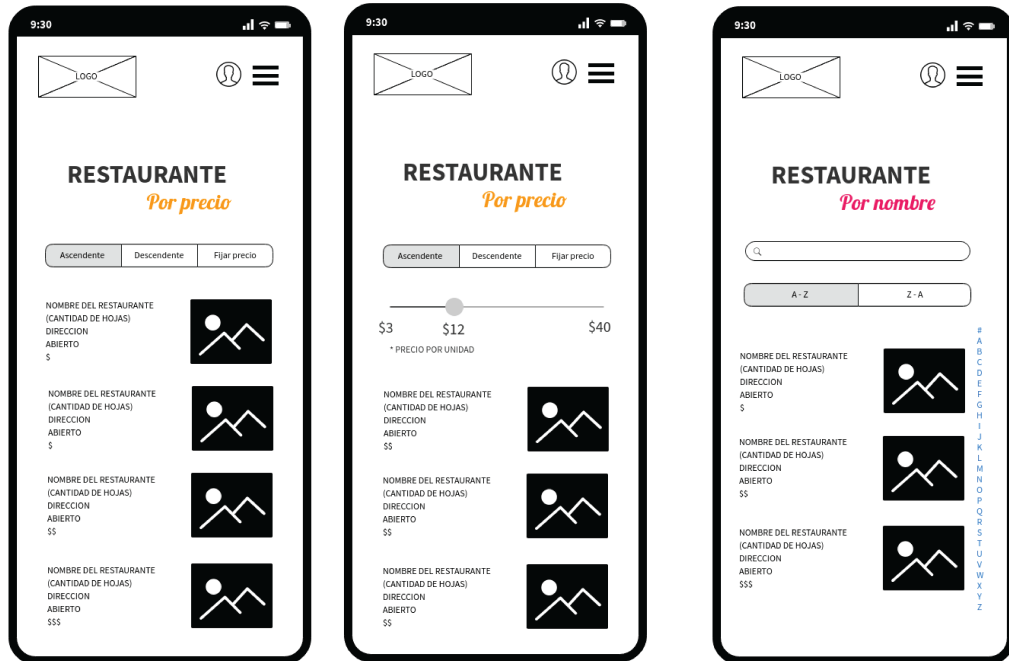 9:30
LOGO
RESTAURANTE
Por precio
Ascendente Descendente Fijar precio
NOMBRE DEL RESTAURANTE
(CANTIDAD DE HOJAS)
DIRECCION
ABIERTO
$
NOMBRE DEL RESTAURANTE
(CANTIDAD DE HOJAS)
DIRECCION
ABIERTO
$
NOMBRE DEL RESTAURANTE
(CANTIDAD DE HOJAS)
DIRECCION
ABIERTO
$$
NOMBRE DEL RESTAURANTE
(CANTIDAD DE HOJAS)
DIRECCION
ABIERTO
$$$
9:30
LOGO
RESTAURANTE
Por precio
Ascendente Descendente Fijar precio
$3 $12 $40
* PRECIO POR UNIDAD
NOMBRE DEL RESTAURANTE
(CANTIDAD DE HOJAS)
DIRECCION
ABIERTO
$$
NOMBRE DEL RESTAURANTE
(CANTIDAD DE HOJAS)
DIRECCION
ABIERTO
$$
NOMBRE DEL RESTAURANTE
(CANTIDAD DE HOJAS)
DIRECCION
ABIERTO
$$
9:30
LOGO
RESTAURANTE
Por nombre
A - Z Z - A
NOMBRE DEL RESTAURANTE
(CANTIDAD DE HOJAS)
DIRECCION
ABIERTO
$
NOMBRE DEL RESTAURANTE
(CANTIDAD DE HOJAS)
DIRECCION
ABIERTO
$$
NOMBRE DEL RESTAURANTE
(CANTIDAD DE HOJAS)
DIRECCION
ABIERTO
$$$
#
A
B
C
D
E
F
G
H
I
J
K
L
M
N
O
P
Q
R
S
T
U
V
W
X
Y
Z